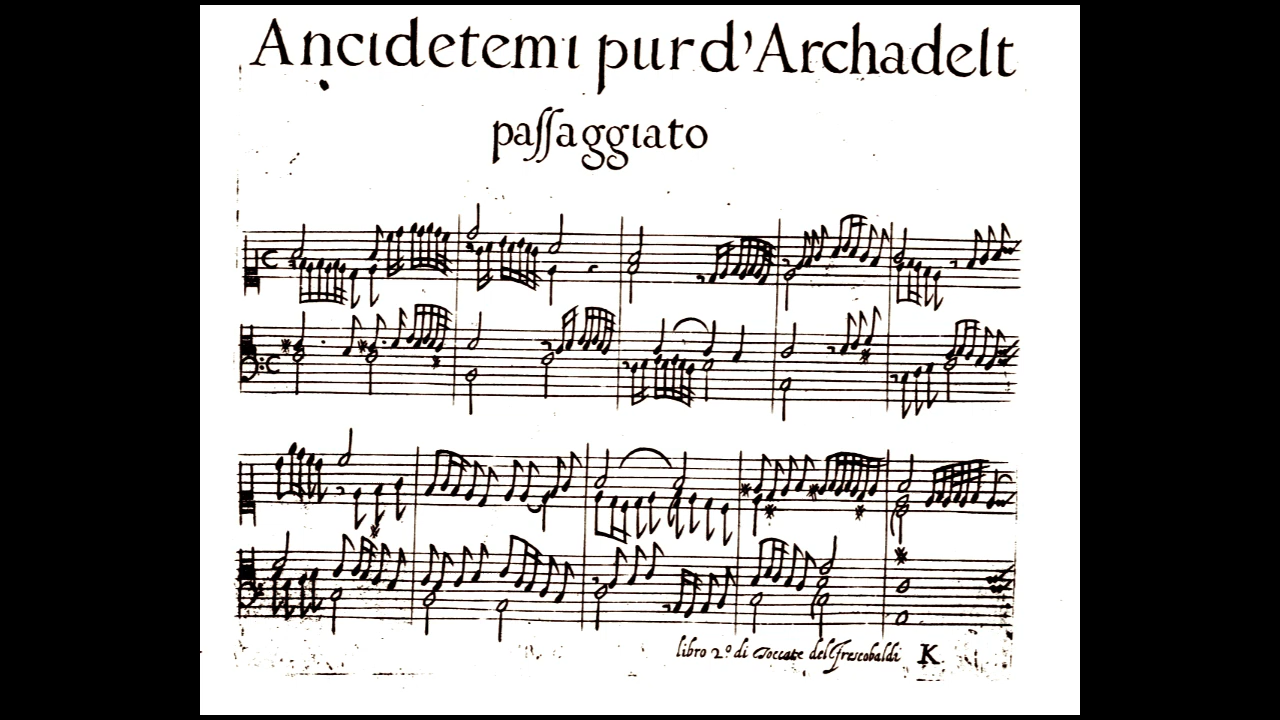 Ancidetemi pur d'Archadelt
passaggiato
libro 2º di Toccate del Frescobaldi K